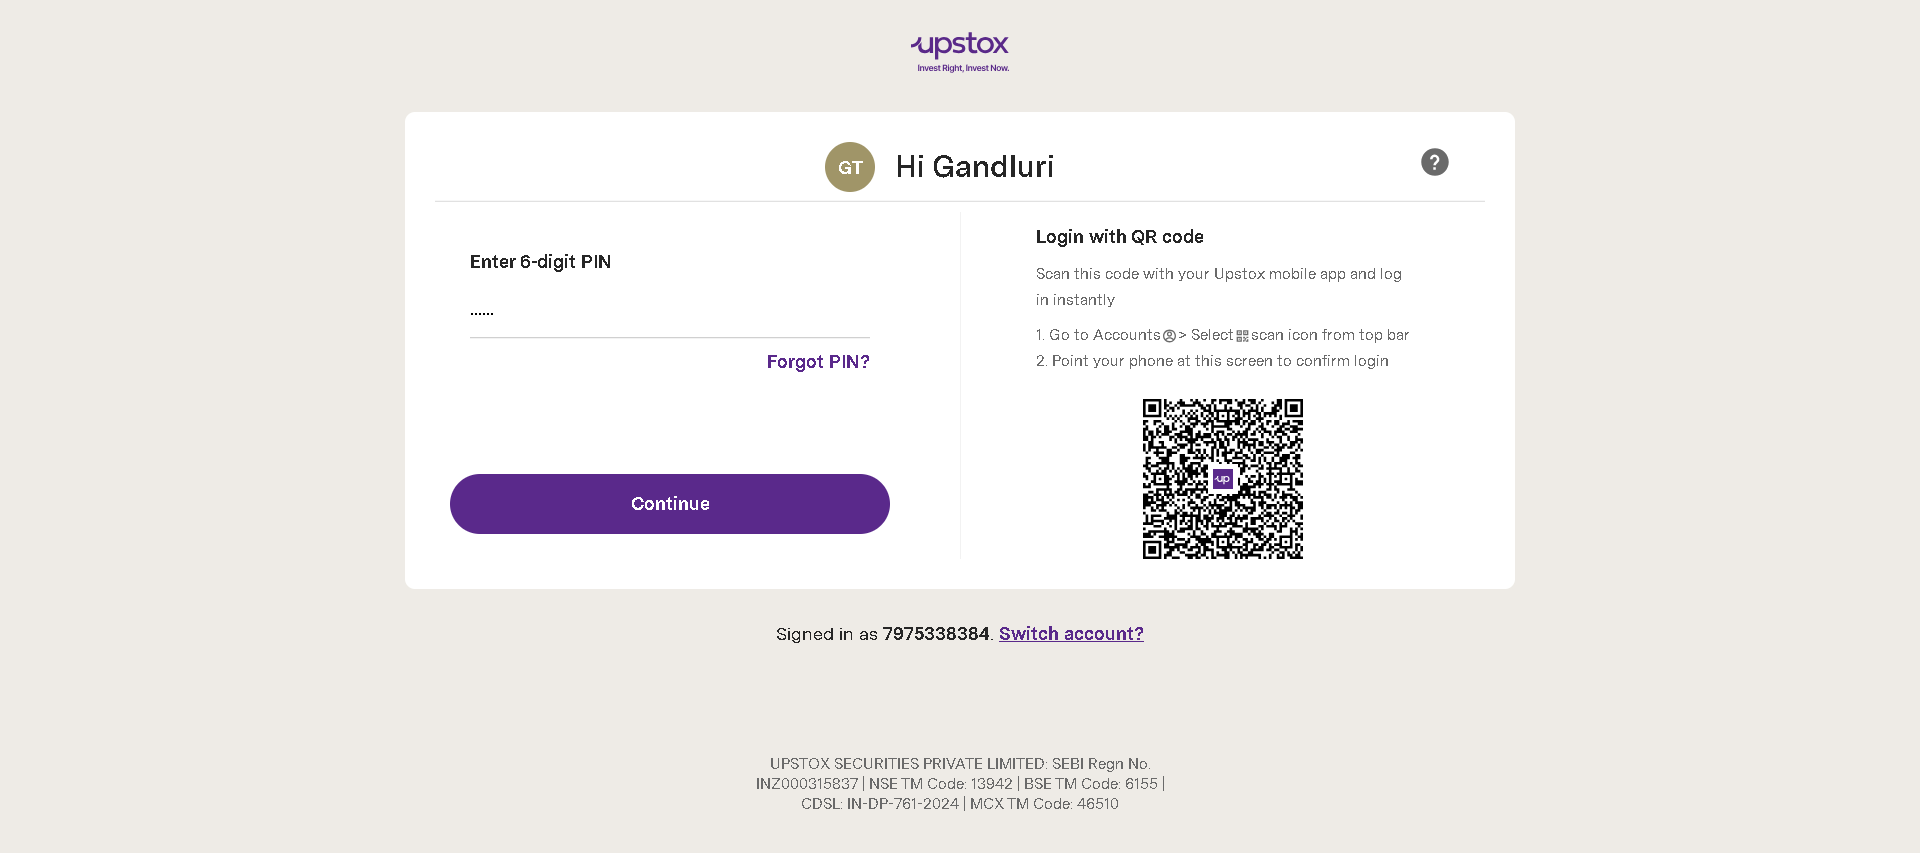 upstox
Invest Right, Invest Now.
GT
Hi Gandluri
?
Enter 6-digit PIN
......
Forgot PIN?
Continue
Login with QR code
Scan this code with your Upstox mobile app and log
in instantly
1. Go to Accounts > Select scan icon from top bar
2. Point your phone at this screen to confirm login
up
Signed in as 7975338384. Switch account?
UPSTOX SECURITIES PRIVATE LIMITED: SEBI Regn No.
INZ000315837 | NSE TM Code: 13942 | BSE TM Code: 6155 |
CDSL: IN-DP-761-2024 | MCX TM Code: 46510